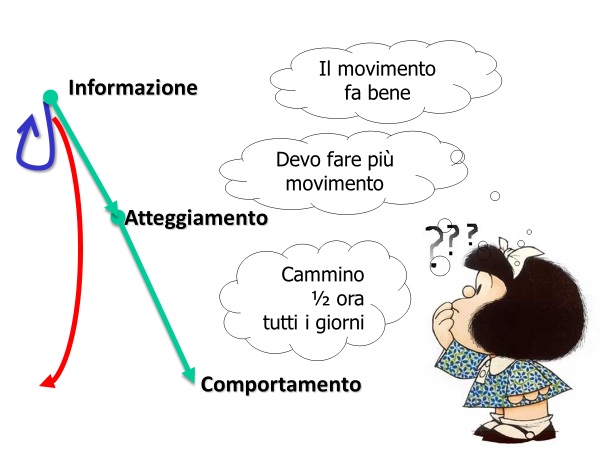 Informazione
Il movimento
fa bene
Devo fare più
movimento
Atteggiamento
???
Cammino
½ ora
tutti i giorni
Comportamento